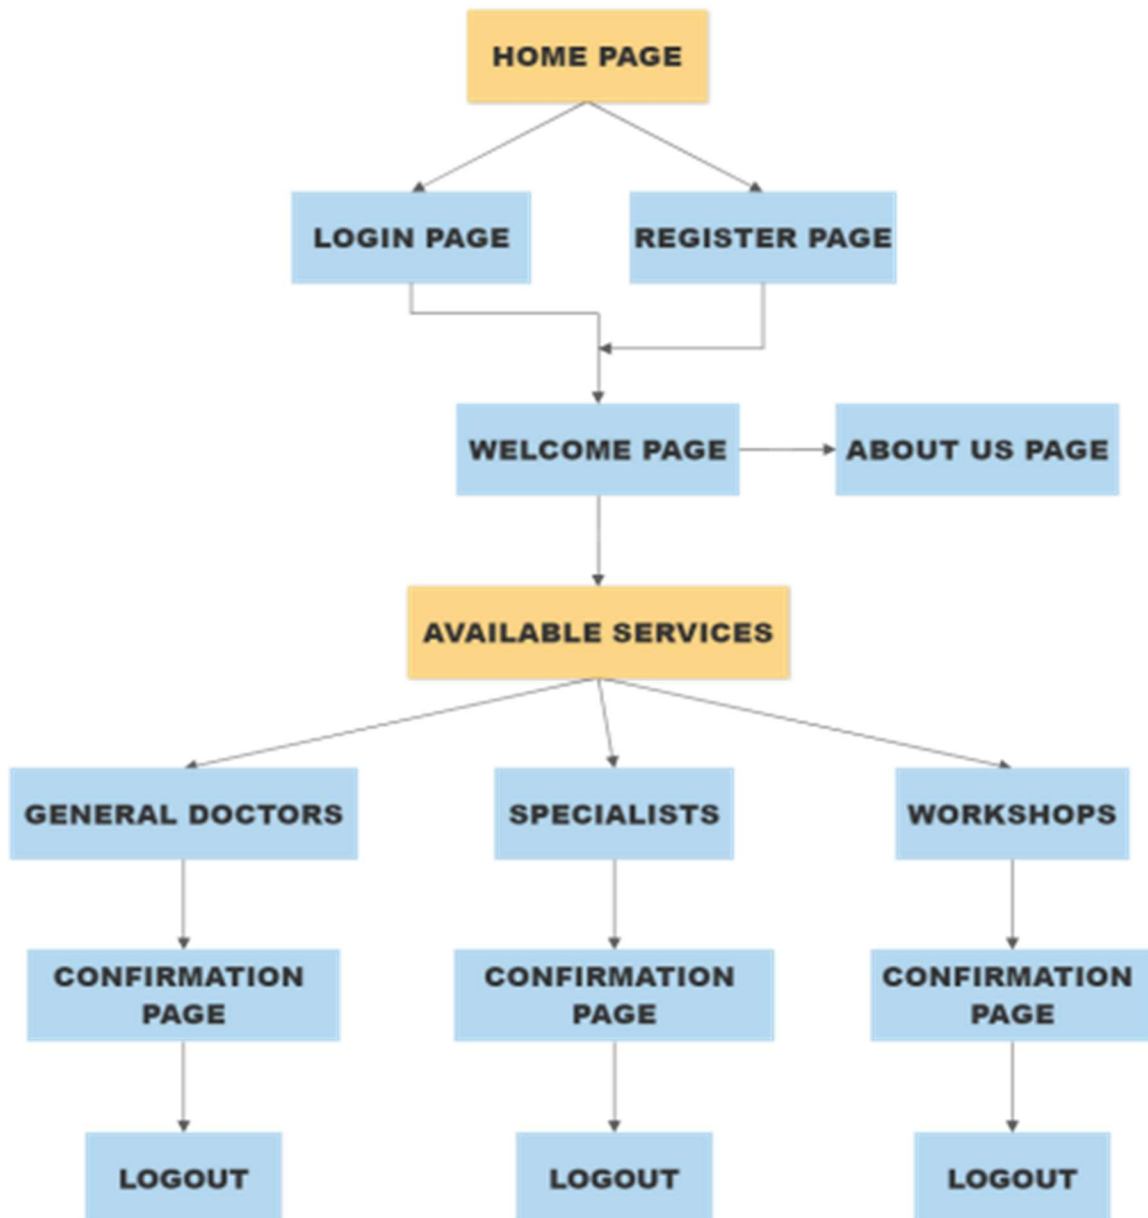 HOME PAGE
LOGIN PAGE
REGISTER PAGE
WELCOME PAGE
ABOUT US PAGE
AVAILABLE SERVICES
GENERAL DOCTORS
SPECIALISTS
WORKSHOPS
CONFIRMATION
PAGE
CONFIRMATION
PAGE
CONFIRMATION
PAGE
LOGOUT
LOGOUT
LOGOUT